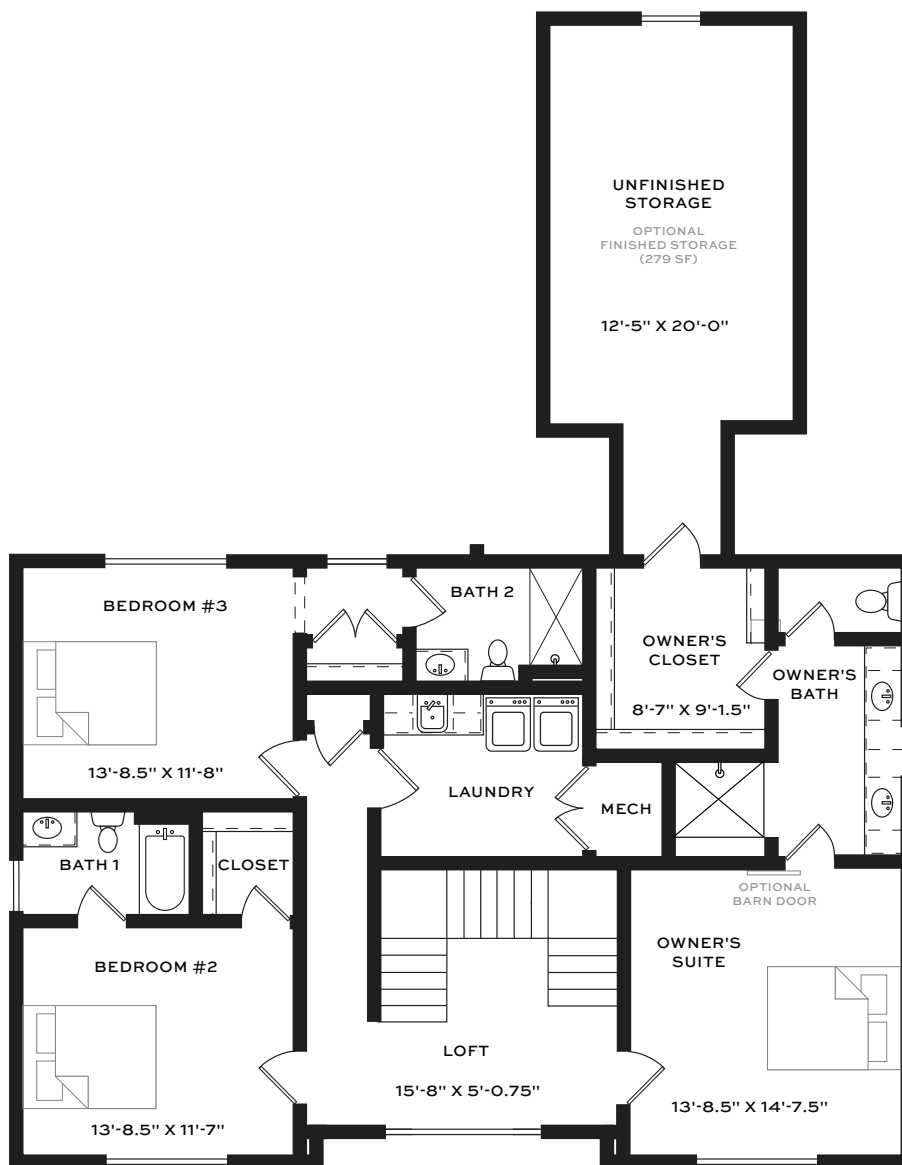 UNFINISHED
STORAGE
OPTIONAL
FINISHED STORAGE
(279 SF)
12'-5" X 20'-0"
BEDROOM #3
13'-8.5" X 11'-8"
BATH 2
OWNER'S
CLOSET
8'-7" X 9'-1.5"
OWNER'S
BATH
LAUNDRY
MECH
BATH 1
CLOSET
OPTIONAL
BARN DOOR
BEDROOM #2
13'-8.5" X 11'-7"
LOFT
15'-8" X 5'-0.75"
OWNER'S
SUITE
13'-8.5" X 14'-7.5"